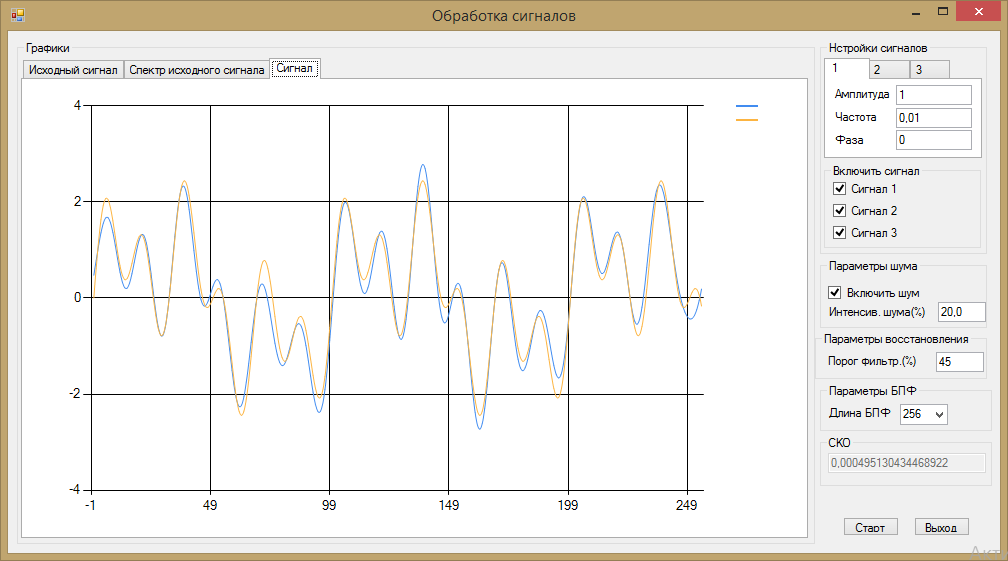 Обработка сигналов
Графики
Исходный сигнал
Спектр исходного сигнала
Сигнал
4
2
0
-2
-4
-1
49
99
149
199
249
Нстройки сигналов
1
2
3
Амплитуда
1
Частота
0,01
Фаза
0
Включить сигнал
Сигнал 1
Сигнал 2
Сигнал 3
Параметры шума
Включить шум
Интенсив. шума(%)
20,0
Параметры восстановления
Порог фильтр.(%)
45
Параметры БПФ
Длина БПФ
256
СКО
0,000495130434468922
Старт
Выход